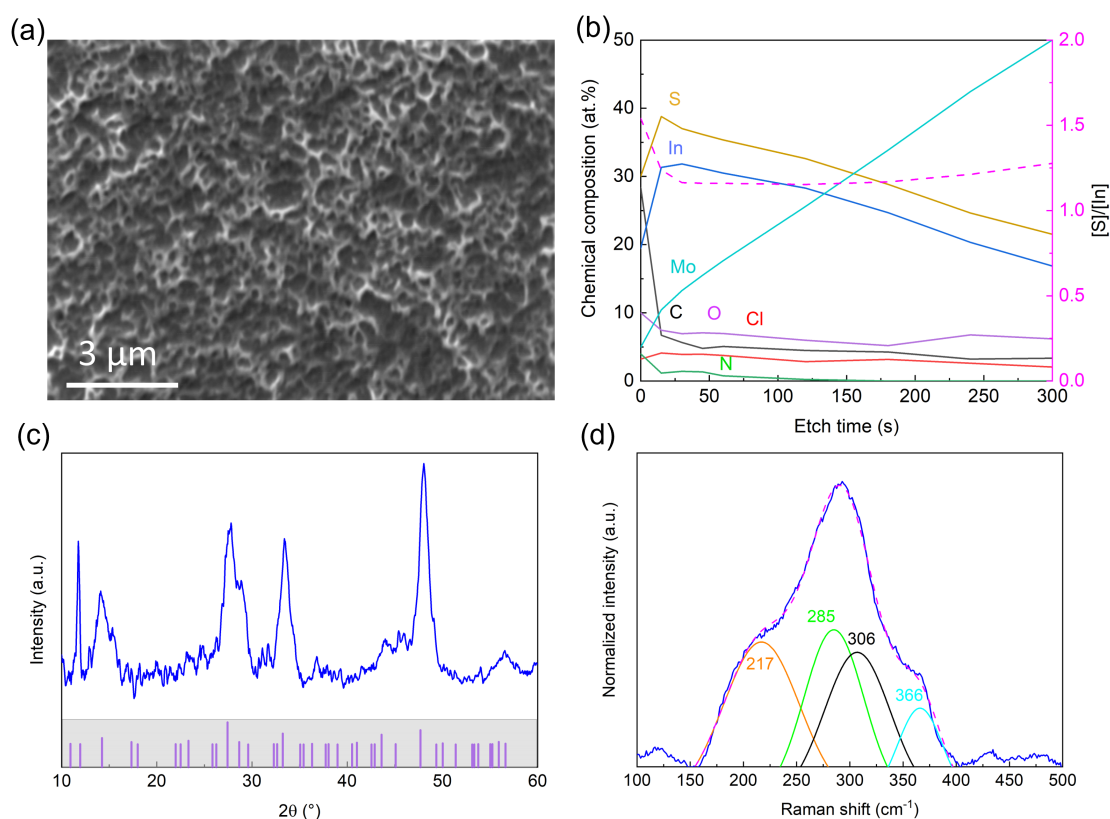 (a)
3 μm
(b)
50
40
30
20
10
0
Chemical composition (at.%)
S
In
Mo
C
O
Cl
N
2.0
1.5
1.0
0.5
0.0
[S]/[In]
0 50 100 150 200 250 300
Etch time (s)
(c)
Intensity (a.u.)
10 20 30 40 50 60
2θ (°)
(d)
Normalized intensity (a.u.)
285
306
217
366
100 150 200 250 300 350 400 450 500
Raman shift (cm⁻¹)